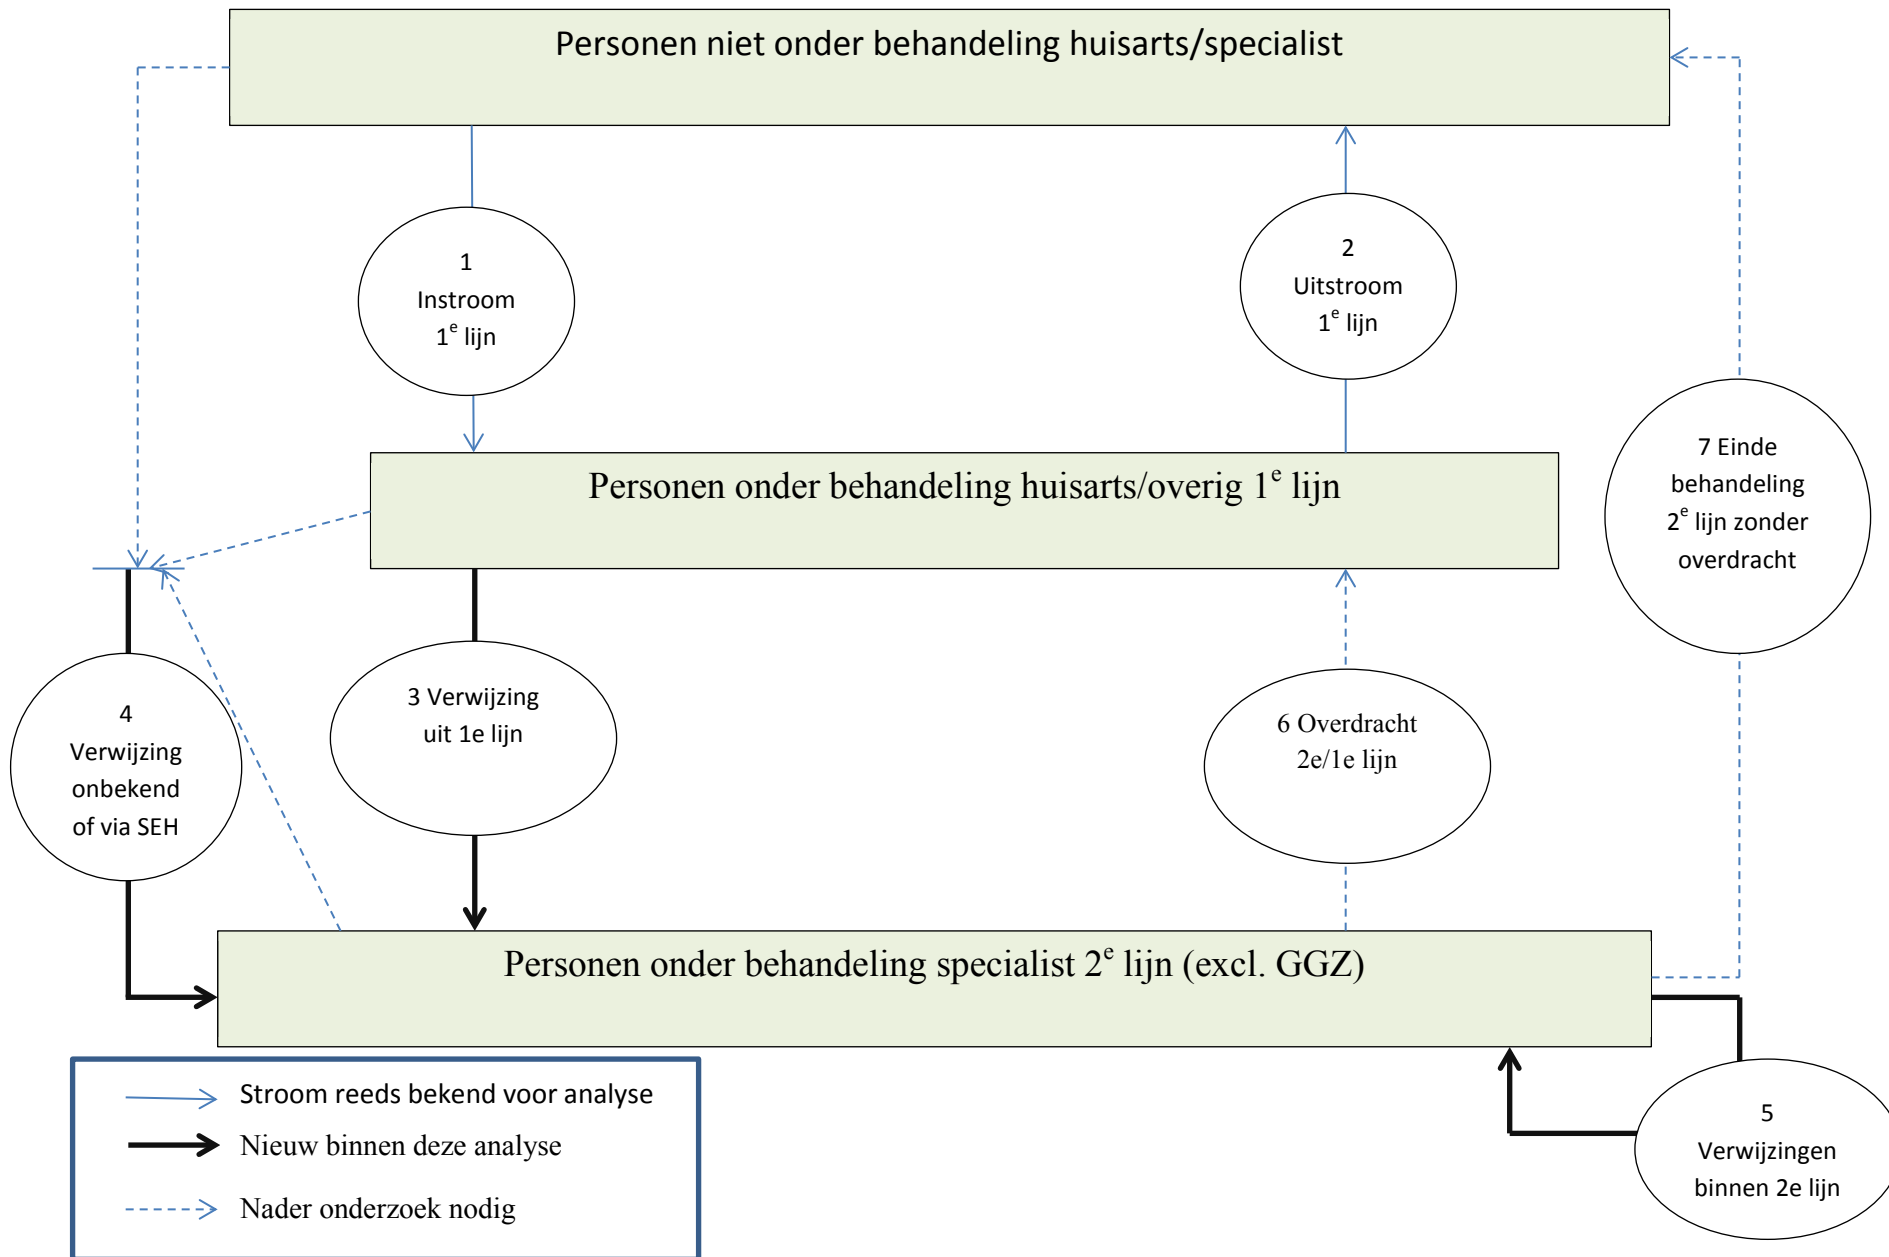 Personen niet onder behandeling huisarts/specialist
1
Instroom
1e lijn
2
Uitstroom
1e lijn
Personen onder behandeling huisarts/overig 1e lijn
7 Einde
behandeling
2e lijn zonder
overdracht
3 Verwijzing
uit 1e lijn
4
Verwijzing
onbekend
of via SEH
6 Overdracht
2e/1e lijn
Personen onder behandeling specialist 2e lijn (excl. GGZ)
Stroom reeds bekend voor analyse
Nieuw binnen deze analyse
Nader onderzoek nodig
5
Verwijzingen
binnen 2e lijn